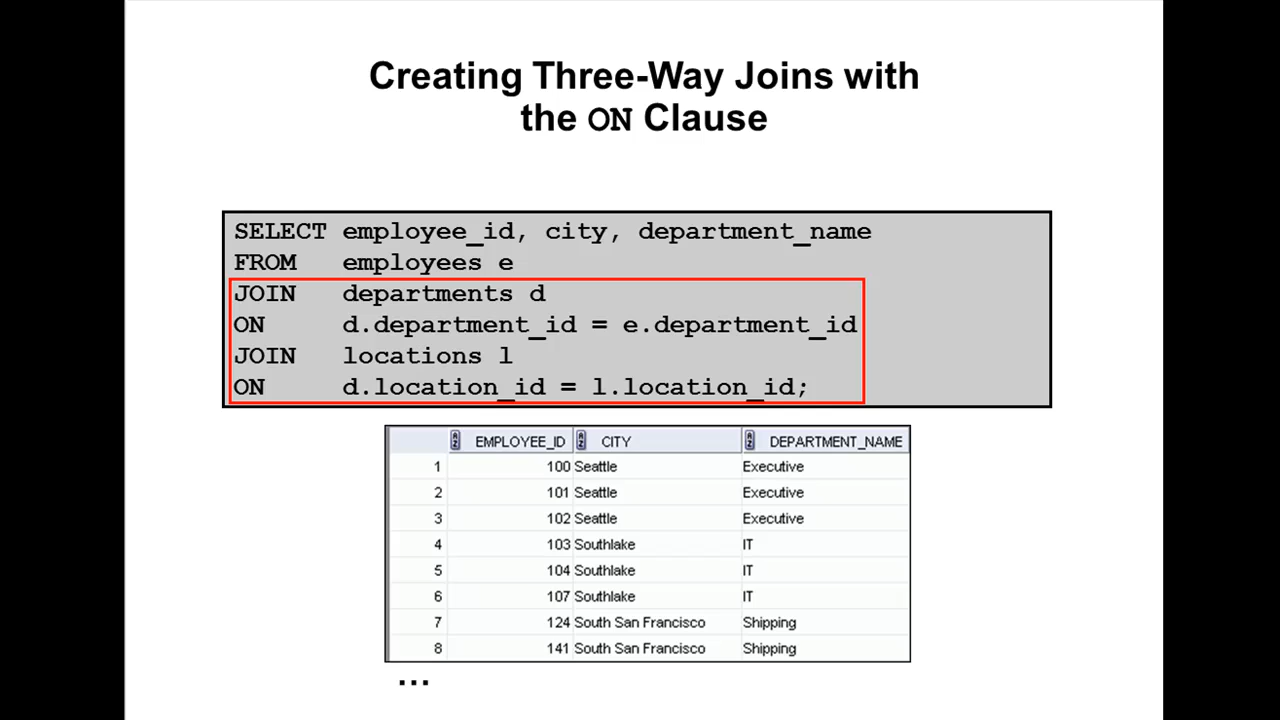 Creating Three-Way Joins with
the ON Clause
SELECT employee_id, city, department_name
FROM employees e
JOIN departments d
ON d.department_id = e.department_id
JOIN locations l
ON d.location_id = l.location_id;
EMPLOYEE_ID CITY DEPARTMENT_NAME
1 100 Seattle Executive
2 101 Seattle Executive
3 102 Seattle Executive
4 103 Southlake IT
5 104 Southlake IT
6 107 Southlake IT
7 124 South San Francisco Shipping
8 141 South San Francisco Shipping
...